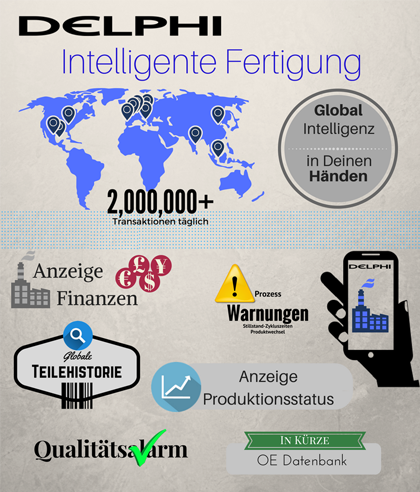 DELPHI
Intelligente Fertigung
Global
Intelligenz
in Deinen
Händen
2,000,000+
Transaktionen täglich
Anzeige
Finanzen
€£¥$
Prozess
Warnungen
Stillstand-Zykluszeiten
Produktwechsel
DELPHI
Globale
TEILEHISTORIE
Anzeige
Produktionsstatus
Qualitätsalarm
IN KÜRZE
OE Datenbank